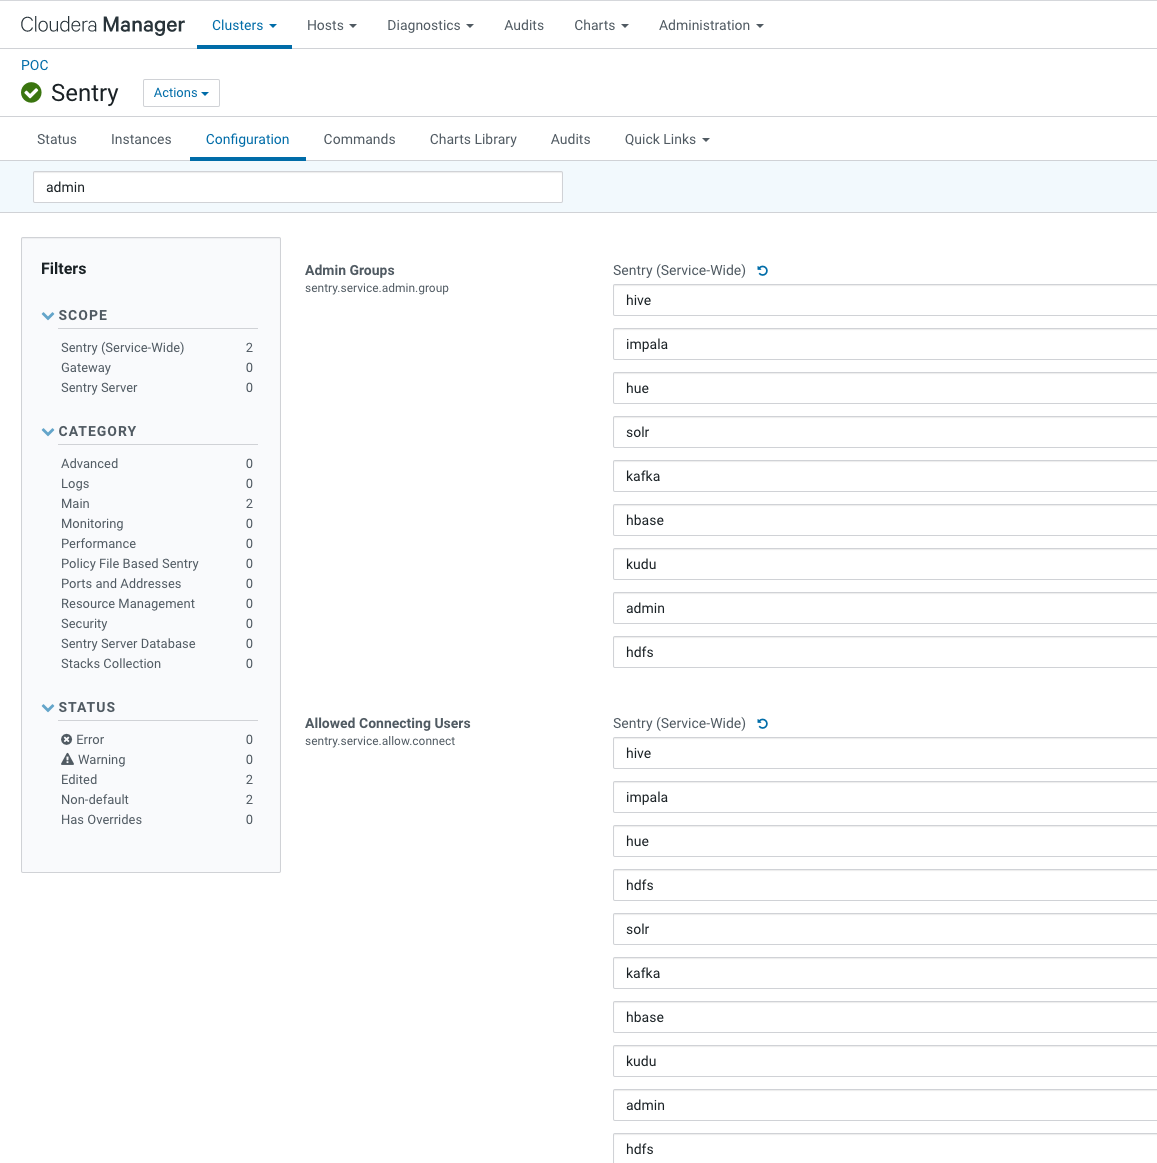 Cloudera Manager Clusters Hosts Diagnostics Audits Charts Administration
POC
Sentry Actions
Status Instances Configuration Commands Charts Library Audits Quick Links
admin
Filters
SCOPE
Sentry (Service-Wide) 2
Gateway 0
Sentry Server 0
CATEGORY
Advanced 0
Logs 0
Main 2
Monitoring 0
Performance 0
Policy File Based Sentry 0
Ports and Addresses 0
Resource Management 0
Security 0
Sentry Server Database 0
Stacks Collection 0
STATUS
Error 0
Warning 0
Edited 2
Non-default 2
Has Overrides 0
Admin Groups
sentry.service.admin.group
Sentry (Service-Wide)
hive
impala
hue
solr
kafka
hbase
kudu
admin
hdfs
Allowed Connecting Users
sentry.service.allow.connect
Sentry (Service-Wide)
hive
impala
hue
hdfs
solr
kafka
hbase
kudu
admin
hdfs